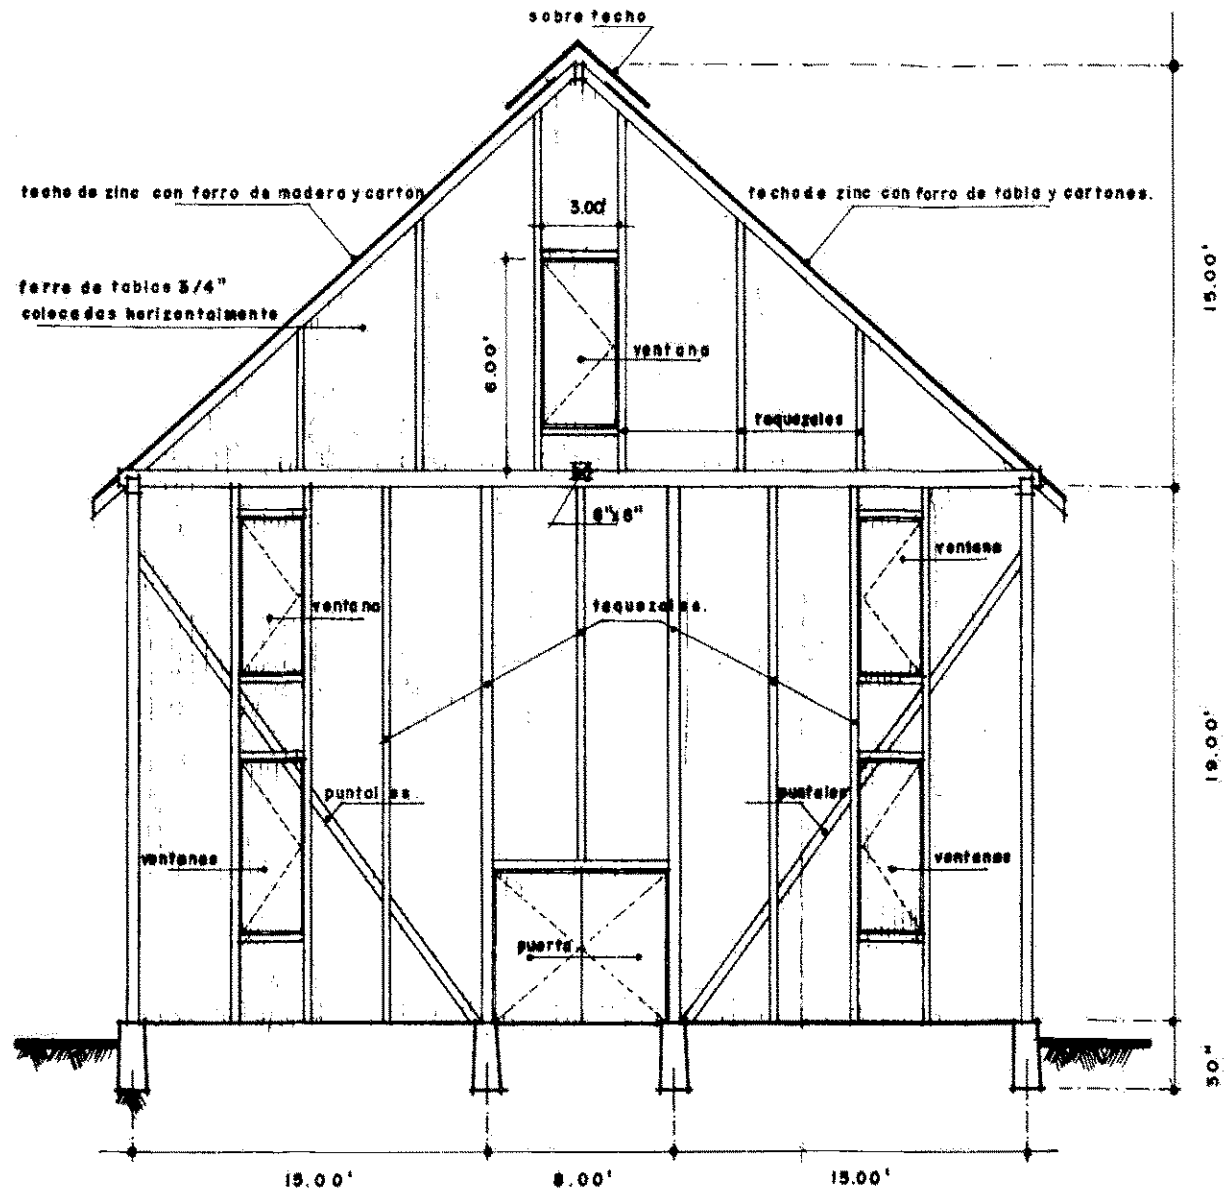 sobre techo
techo de zinc con forro de madera y carton
techo de zinc con forro de tabla y cartones.
3.00'
forro de tablas 3/4"
colocadas horizontalmente
15.00'
ventana
6.00'
taquezales
6"x6"
ventana
ventana
taquezales.
19.00'
puntales
puntales
ventanas
ventanas
puerta.
30"
15.00'
8.00'
15.00'